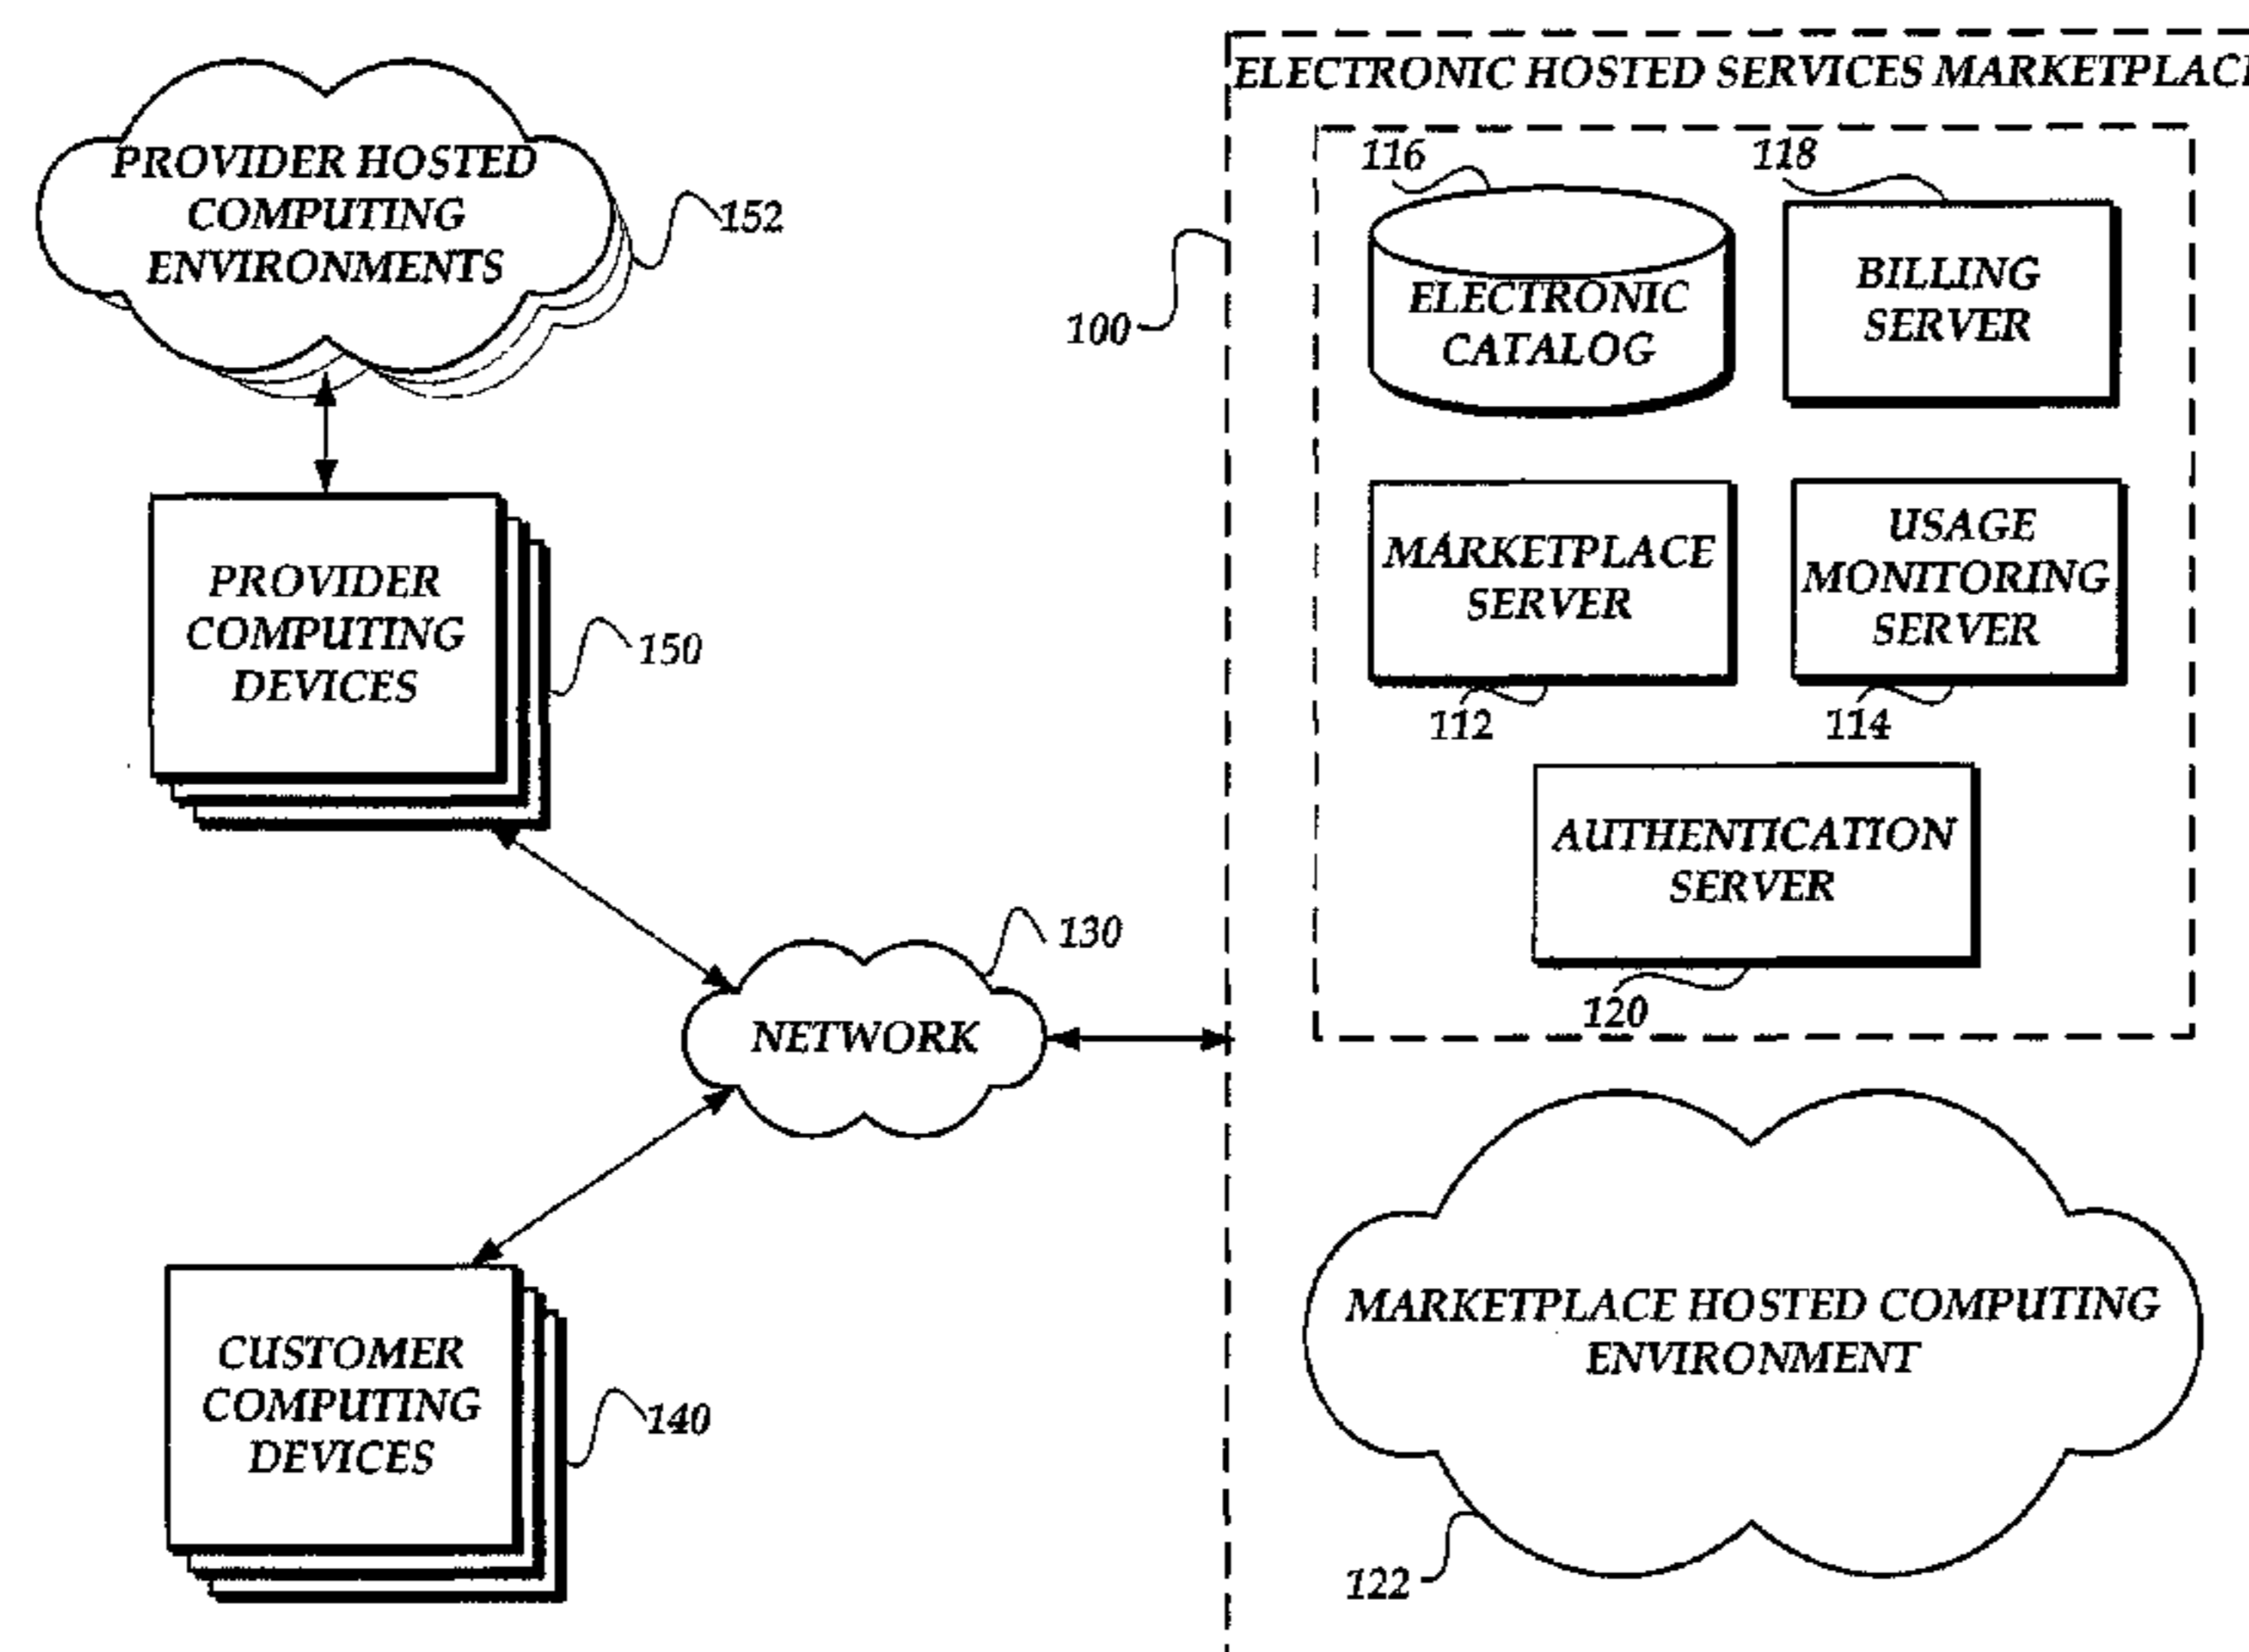 ELECTRONIC HOSTED SERVICES MARKETPLACE
PROVIDER HOSTED
COMPUTING
ENVIRONMENTS
152
100
116
118
ELECTRONIC
CATALOG
BILLING
SERVER
PROVIDER
COMPUTING
DEVICES
150
MARKETPLACE
SERVER
112
USAGE
MONITORING
SERVER
114
AUTHENTICATION
SERVER
120
130
NETWORK
CUSTOMER
COMPUTING
DEVICES
140
MARKETPLACE HOSTED COMPUTING
ENVIRONMENT
122